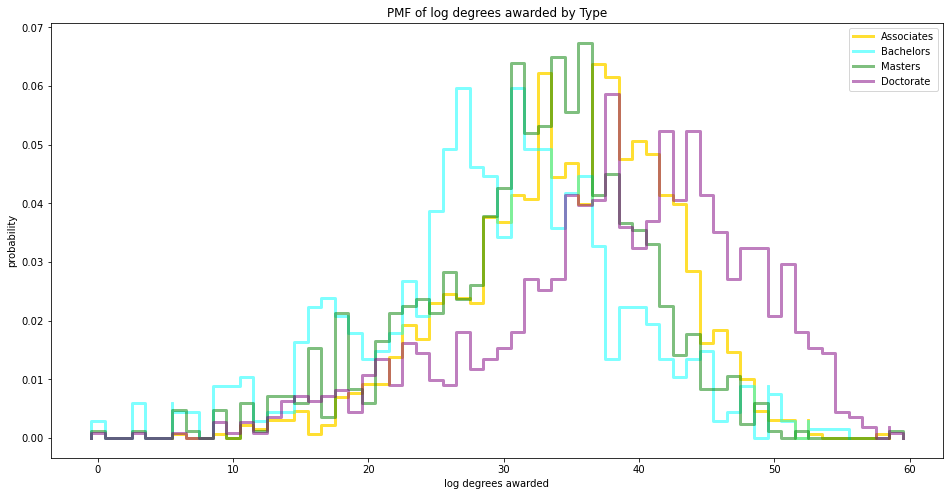 PMF of log degrees awarded by Type
Associates
Bachelors
Masters
Doctorate
probability
0.07
0.06
0.05
0.04
0.03
0.02
0.01
0.00
0
10
20
30
40
50
60
log degrees awarded